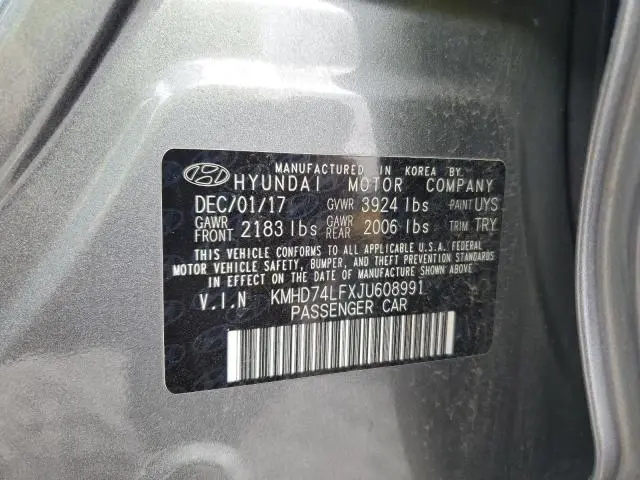 MANUFACTURED IN KOREA BY.
HYUNDAI MOTOR COMPANY
DEC/01/17 GVWR 3924 lbs PAINT UYS
GAWR FRONT 2183 lbs GAWR REAR 2006 lbs TRIM TRY
THIS VEHICLE CONFORMS TO ALL APPLICABLE U.S.A. FEDERAL
MOTOR VEHICLE SAFETY, BUMPER, AND THEFT PREVENTION STANDARDS
IN EFFECT ON THE DATE OF MANUFACTURE SHOWN ABOVE
V.I.N KMHD74LFXJU608991
PASSENGER CAR